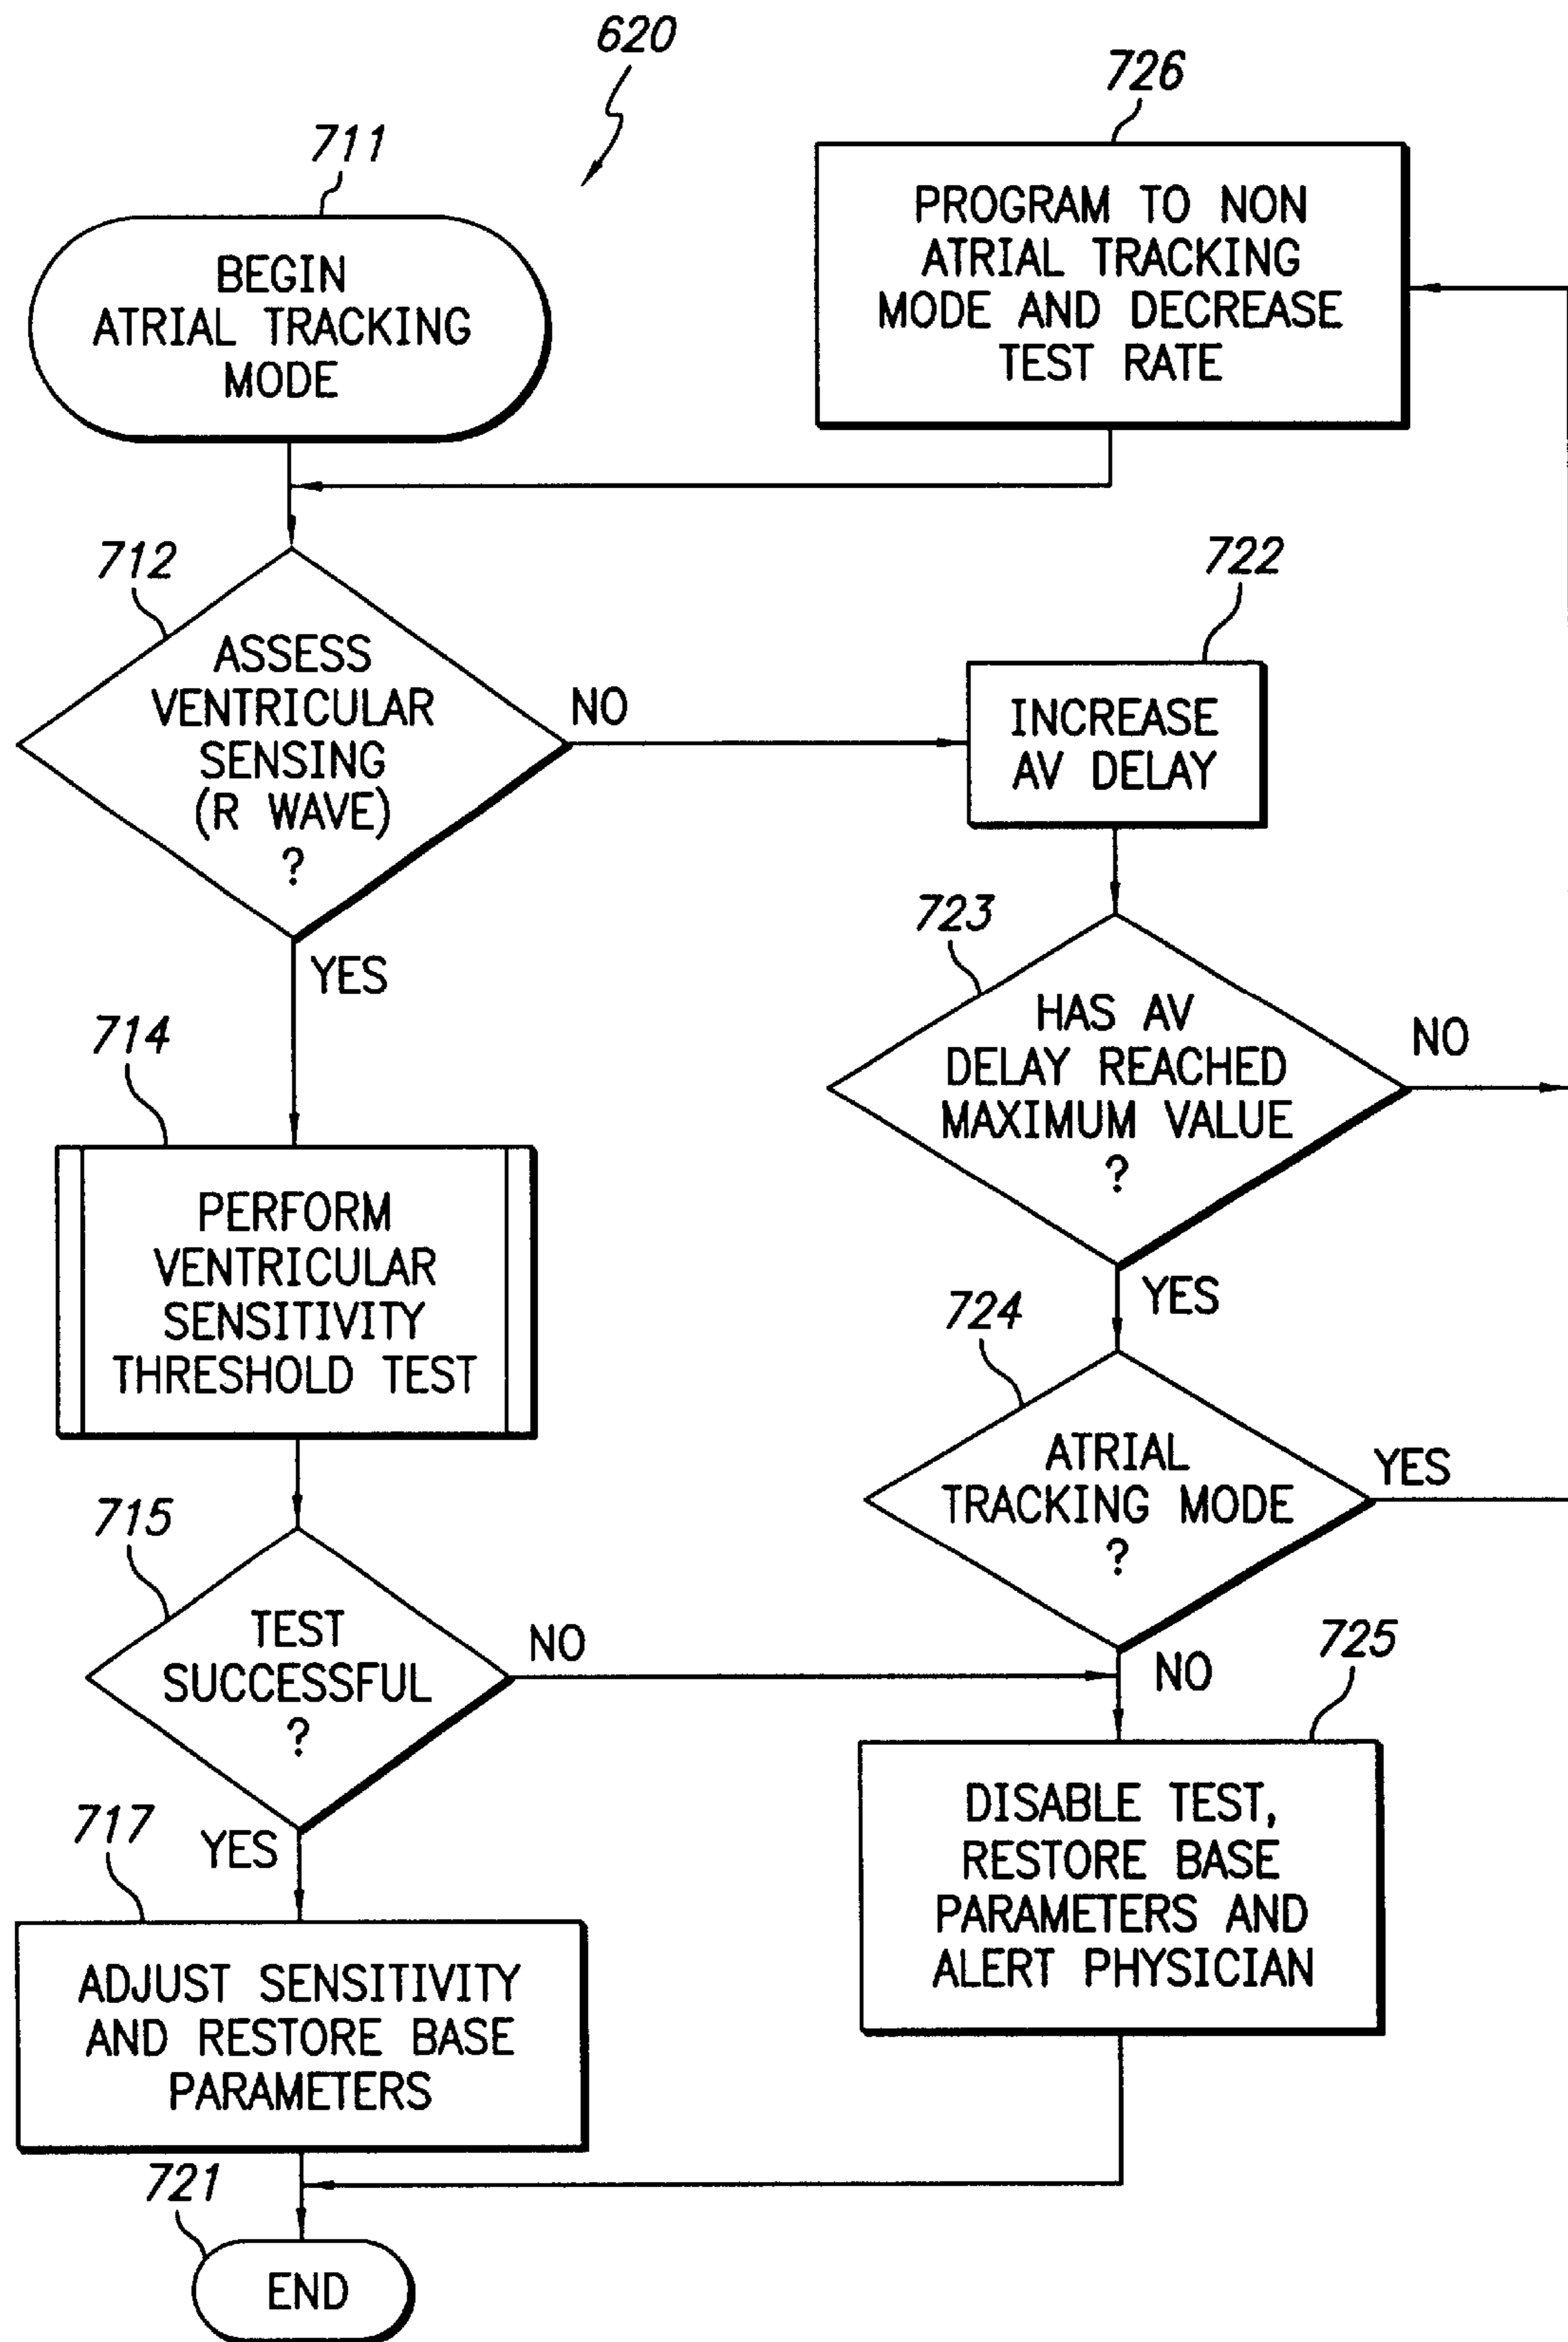 620
711
BEGIN
ATRIAL TRACKING
MODE
726
PROGRAM TO NON
ATRIAL TRACKING
MODE AND DECREASE
TEST RATE
712
ASSESS
VENTRICULAR
SENSING
(R WAVE)
?
NO
YES
722
INCREASE
AV DELAY
723
HAS AV
DELAY REACHED
MAXIMUM VALUE
?
NO
YES
714
PERFORM
VENTRICULAR
SENSITIVITY
THRESHOLD TEST
724
ATRIAL
TRACKING MODE
?
YES
NO
715
TEST
SUCCESSFUL
?
NO
YES
725
DISABLE TEST,
RESTORE BASE
PARAMETERS AND
ALERT PHYSICIAN
717
ADJUST SENSITIVITY
AND RESTORE BASE
PARAMETERS
721
END